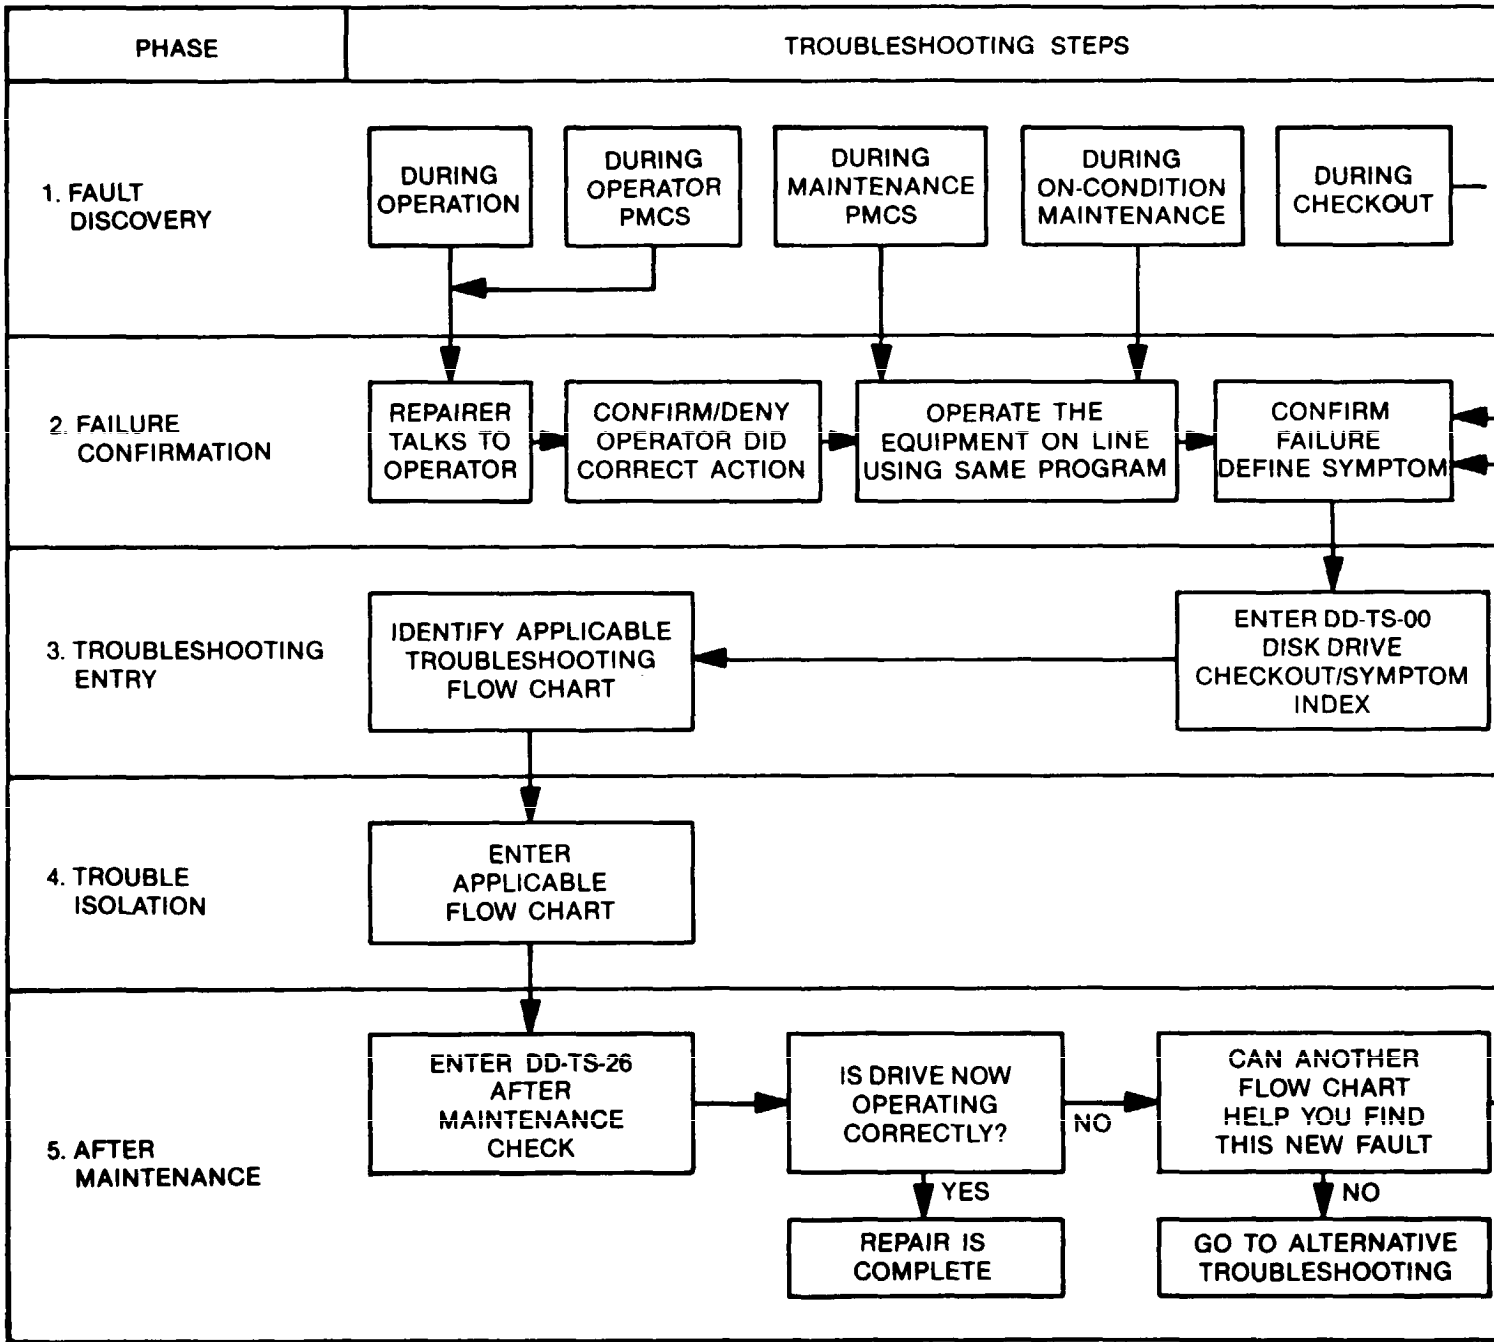 PHASE
TROUBLESHOOTING STEPS
1. FAULT
DISCOVERY
DURING
OPERATION
DURING
OPERATOR
PMCS
DURING
MAINTENANCE
PMCS
DURING
ON-CONDITION
MAINTENANCE
DURING
CHECKOUT
2. FAILURE
CONFIRMATION
REPAIRER
TALKS TO
OPERATOR
CONFIRM/DENY
OPERATOR DID
CORRECT ACTION
OPERATE THE
EQUIPMENT ON LINE
USING SAME PROGRAM
CONFIRM
FAILURE
DEFINE SYMPTOM
3. TROUBLESHOOTING
ENTRY
IDENTIFY APPLICABLE
TROUBLESHOOTING
FLOW CHART
ENTER DD-TS-00
DISK DRIVE
CHECKOUT/SYMPTOM
INDEX
4. TROUBLE
ISOLATION
ENTER
APPLICABLE
FLOW CHART
5. AFTER
MAINTENANCE
ENTER DD-TS-26
AFTER
MAINTENANCE
CHECK
IS DRIVE NOW
OPERATING
CORRECTLY?
NO
CAN ANOTHER
FLOW CHART
HELP YOU FIND
THIS NEW FAULT
YES
NO
REPAIR IS
COMPLETE
GO TO ALTERNATIVE
TROUBLESHOOTING